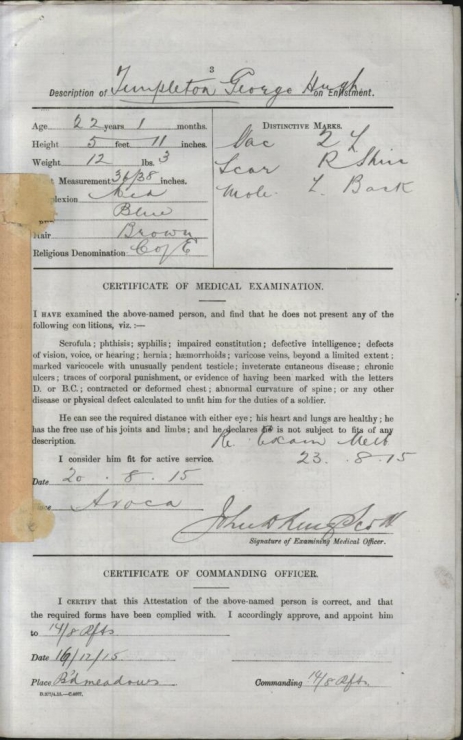 3
Description of Templeton George Hugh on Enlistment.
Age 22 years 1 months.
Height 5 feet 11 inches.
Weight 12 lbs. 3
t Measurement 36/38 inches.
plexion Med
Blue
air Brown
Religious Denomination C of E
DISTINCTIVE MARKS.
Vac 2 L
Scar R Shin
Mole L Back
CERTIFICATE OF MEDICAL EXAMINATION.
I HAVE examined the above-named person, and find that he does not present any of the
following conditions, viz. :—
Scrofula ; phthisis; syphilis ; impaired constitution ; defective intelligence ; defects
of vision, voice, or hearing ; hernia ; hæmorrhoids ; varicose veins, beyond a limited extent ;
marked varicocele with unusually pendent testicle ; inveterate cutaneous disease ; chronic
ulcers ; traces of corporal punishment, or evidence of having been marked with the letters
D. or B.C. ; contracted or deformed chest ; abnormal curvature of spine ; or any other
disease or physical defect calculated to unfit him for the duties of a soldier.
He can see the required distance with either eye ; his heart and lungs are healthy ; he
has the free use of his joints and limbs ; and he declares he is not subject to fits of any
description. Re Exam Melb
I consider him fit for active service. 23 . 8 . 15
Date 20 . 8 . 15
Avoca
Signature of Examining Medical Officer.
CERTIFICATE OF COMMANDING OFFICER.
I CERTIFY that this Attestation of the above-named person is correct, and that
the required forms have been complied with. I accordingly approve, and appoint him
to 14/8 Rfts
Date 16/12/15
Place B'd meadows Commanding 14/8 Rfts